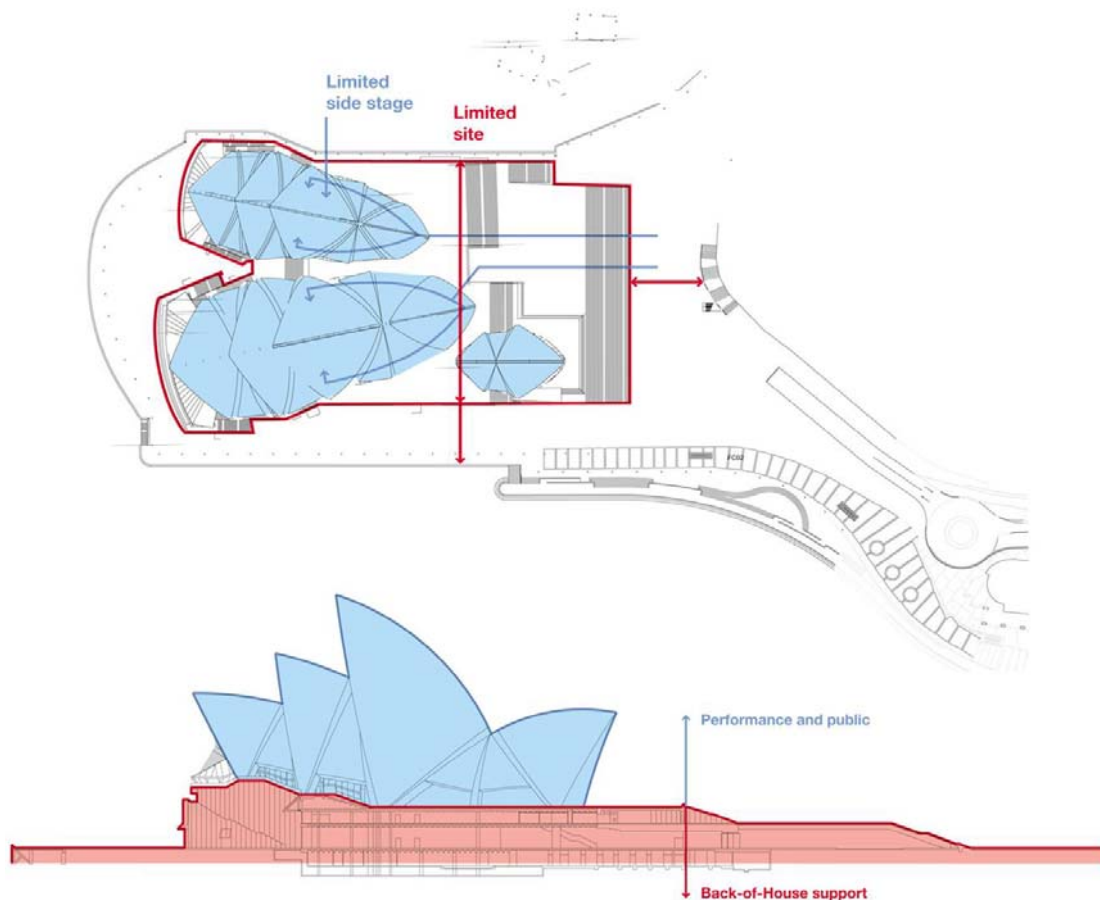 Limited
side stage
Limited
site
Performance and public
Back-of-House support